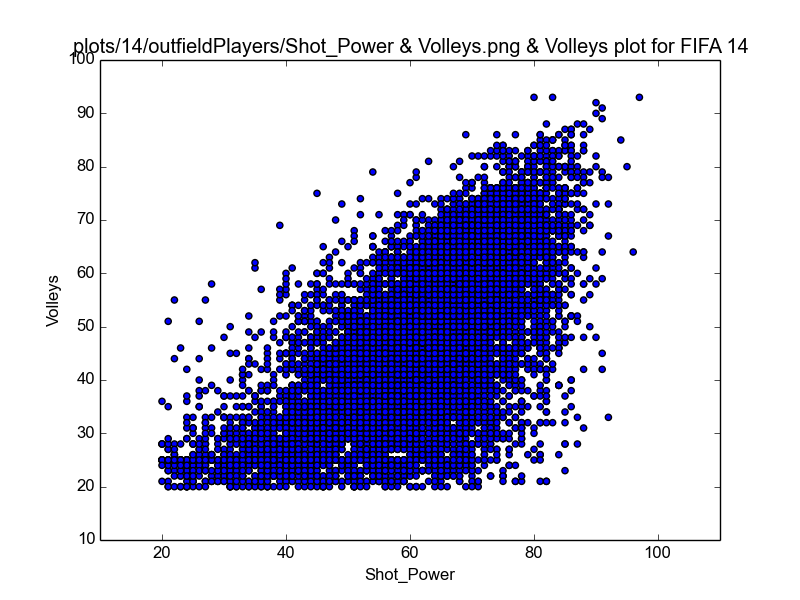 plots/14/outfieldPlayers/Shot_Power & Volleys.png & Volleys plot for FIFA 14
100
90
80
70
60
50
40
30
20
10
Volleys
20 40 60 80 100
Shot_Power